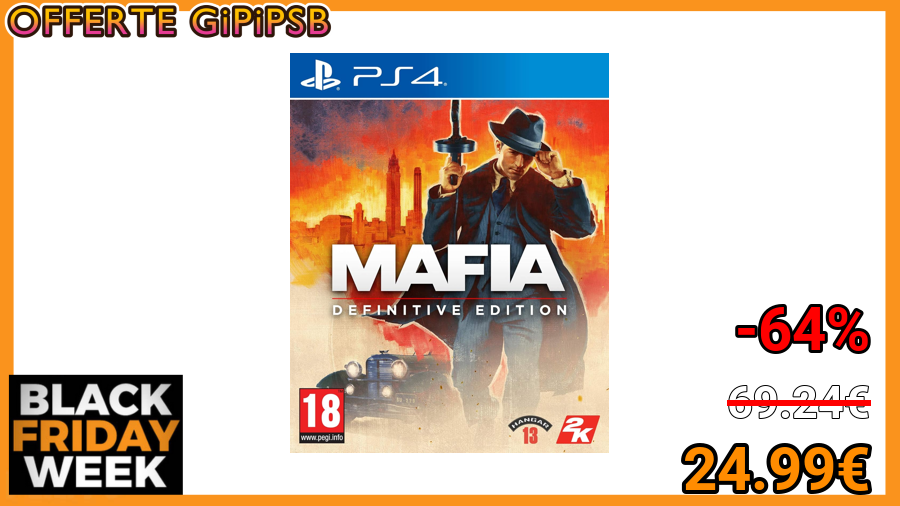 OFFERTE GiPiPSB
PS4
MAFIA
DEFINITIVE EDITION
18
www.pegi.info
HANGAR
13
2K
-64%
69.24€
24.99€
BLACK
FRIDAY
WEEK